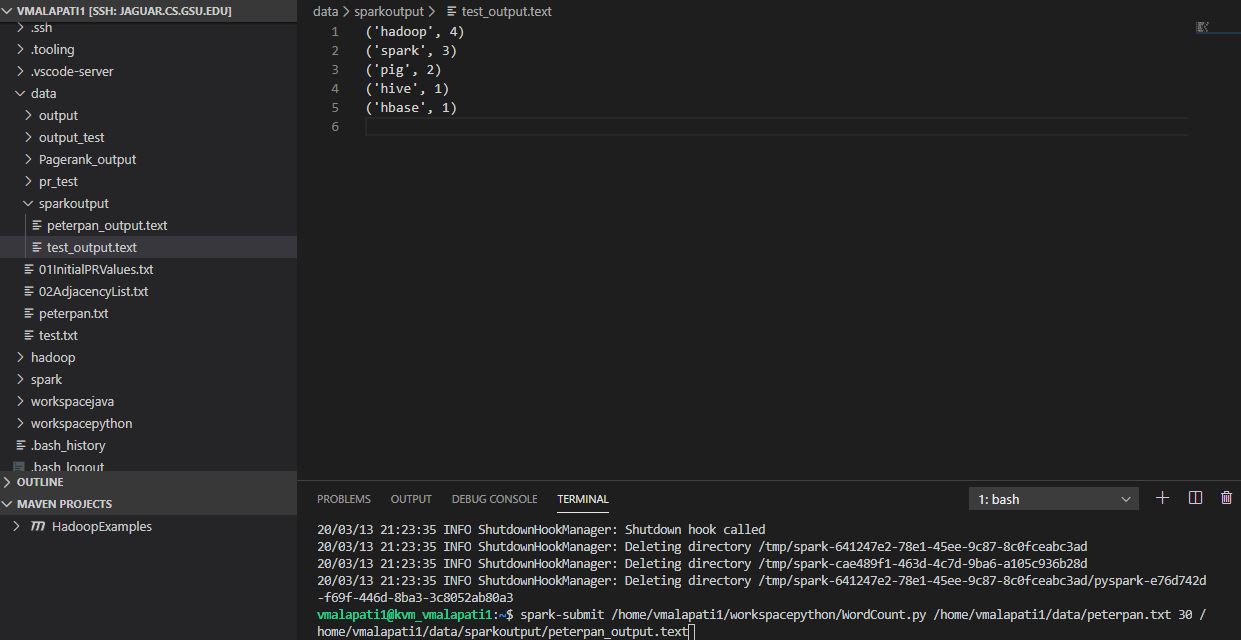 VMALAPATI1 [SSH: JAGUAR.CS.GSU.EDU]
.ssh
.tooling
.vscode-server
data
output
output_test
Pagerank_output
pr_test
sparkoutput
peterpan_output.text
test_output.text
01InitialPRValues.txt
02AdjacencyList.txt
peterpan.txt
test.txt
hadoop
spark
workspacejava
workspacepython
.bash_history
.bash_logout
OUTLINE
MAVEN PROJECTS
HadoopExamples
data > sparkoutput > test_output.text
1 ('hadoop', 4)
2 ('spark', 3)
3 ('pig', 2)
4 ('hive', 1)
5 ('hbase', 1)
6
PROBLEMS OUTPUT DEBUG CONSOLE TERMINAL 1: bash
20/03/13 21:23:35 INFO ShutdownHookManager: Shutdown hook called
20/03/13 21:23:35 INFO ShutdownHookManager: Deleting directory /tmp/spark-641247e2-78e1-45ee-9c87-8c0fceabc3ad
20/03/13 21:23:35 INFO ShutdownHookManager: Deleting directory /tmp/spark-cae489f1-463d-4c7d-9ba6-a105c936b28d
20/03/13 21:23:35 INFO ShutdownHookManager: Deleting directory /tmp/spark-641247e2-78e1-45ee-9c87-8c0fceabc3ad/pyspark-e76d742d
-f69f-446d-8ba3-3c8052ab80a3
vmalapati1@kvm_vmalapati1:~$ spark-submit /home/vmalapati1/workspacepython/WordCount.py /home/vmalapati1/data/peterpan.txt 30 /
home/vmalapati1/data/sparkoutput/peterpan_output.text